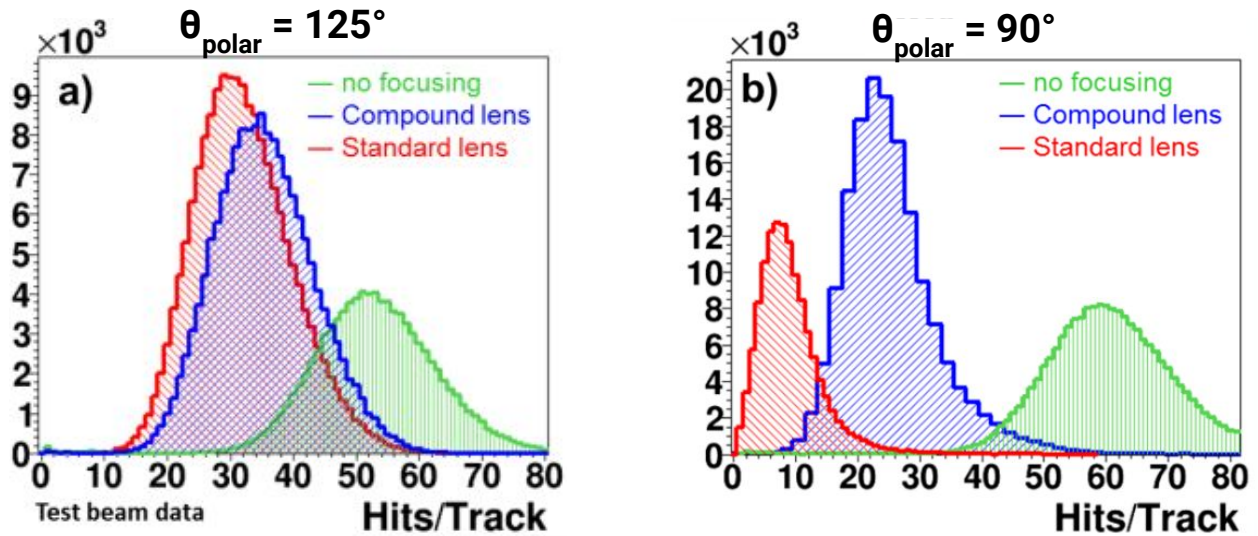 θpolar = 125°
×10³
a)
no focusing
Compound lens
Standard lens
9
8
7
6
5
4
3
2
1
0
0 10 20 30 40 50 60 70 80
Test beam data
Hits/Track
θpolar = 90°
×10³
b)
no focusing
Compound lens
Standard lens
20
18
16
14
12
10
8
6
4
2
0
0 10 20 30 40 50 60 70 80
Hits/Track